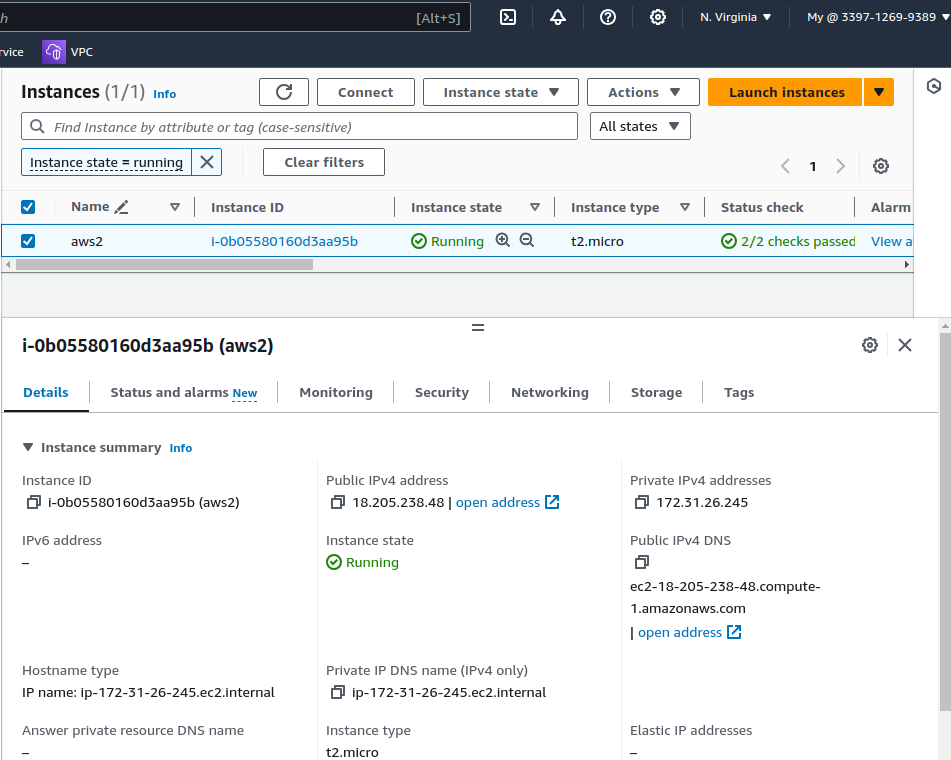 [Alt+S]
N. Virginia
My @ 3397-1269-9389
VPC
Instances (1/1) Info
Connect
Instance state
Actions
Launch instances
Find Instance by attribute or tag (case-sensitive)
All states
Instance state = running
Clear filters
1
Name
Instance ID
Instance state
Instance type
Status check
Alarm
aws2
i-0b05580160d3aa95b
Running
t2.micro
2/2 checks passed
View a
i-0b05580160d3aa95b (aws2)
Details
Status and alarms New
Monitoring
Security
Networking
Storage
Tags
Instance summary Info
Instance ID
i-0b05580160d3aa95b (aws2)
Public IPv4 address
18.205.238.48 | open address
Private IPv4 addresses
172.31.26.245
IPv6 address
–
Instance state
Running
Public IPv4 DNS
ec2-18-205-238-48.compute-
1.amazonaws.com
| open address
Hostname type
IP name: ip-172-31-26-245.ec2.internal
Private IP DNS name (IPv4 only)
ip-172-31-26-245.ec2.internal
Answer private resource DNS name
–
Instance type
t2.micro
Elastic IP addresses
–